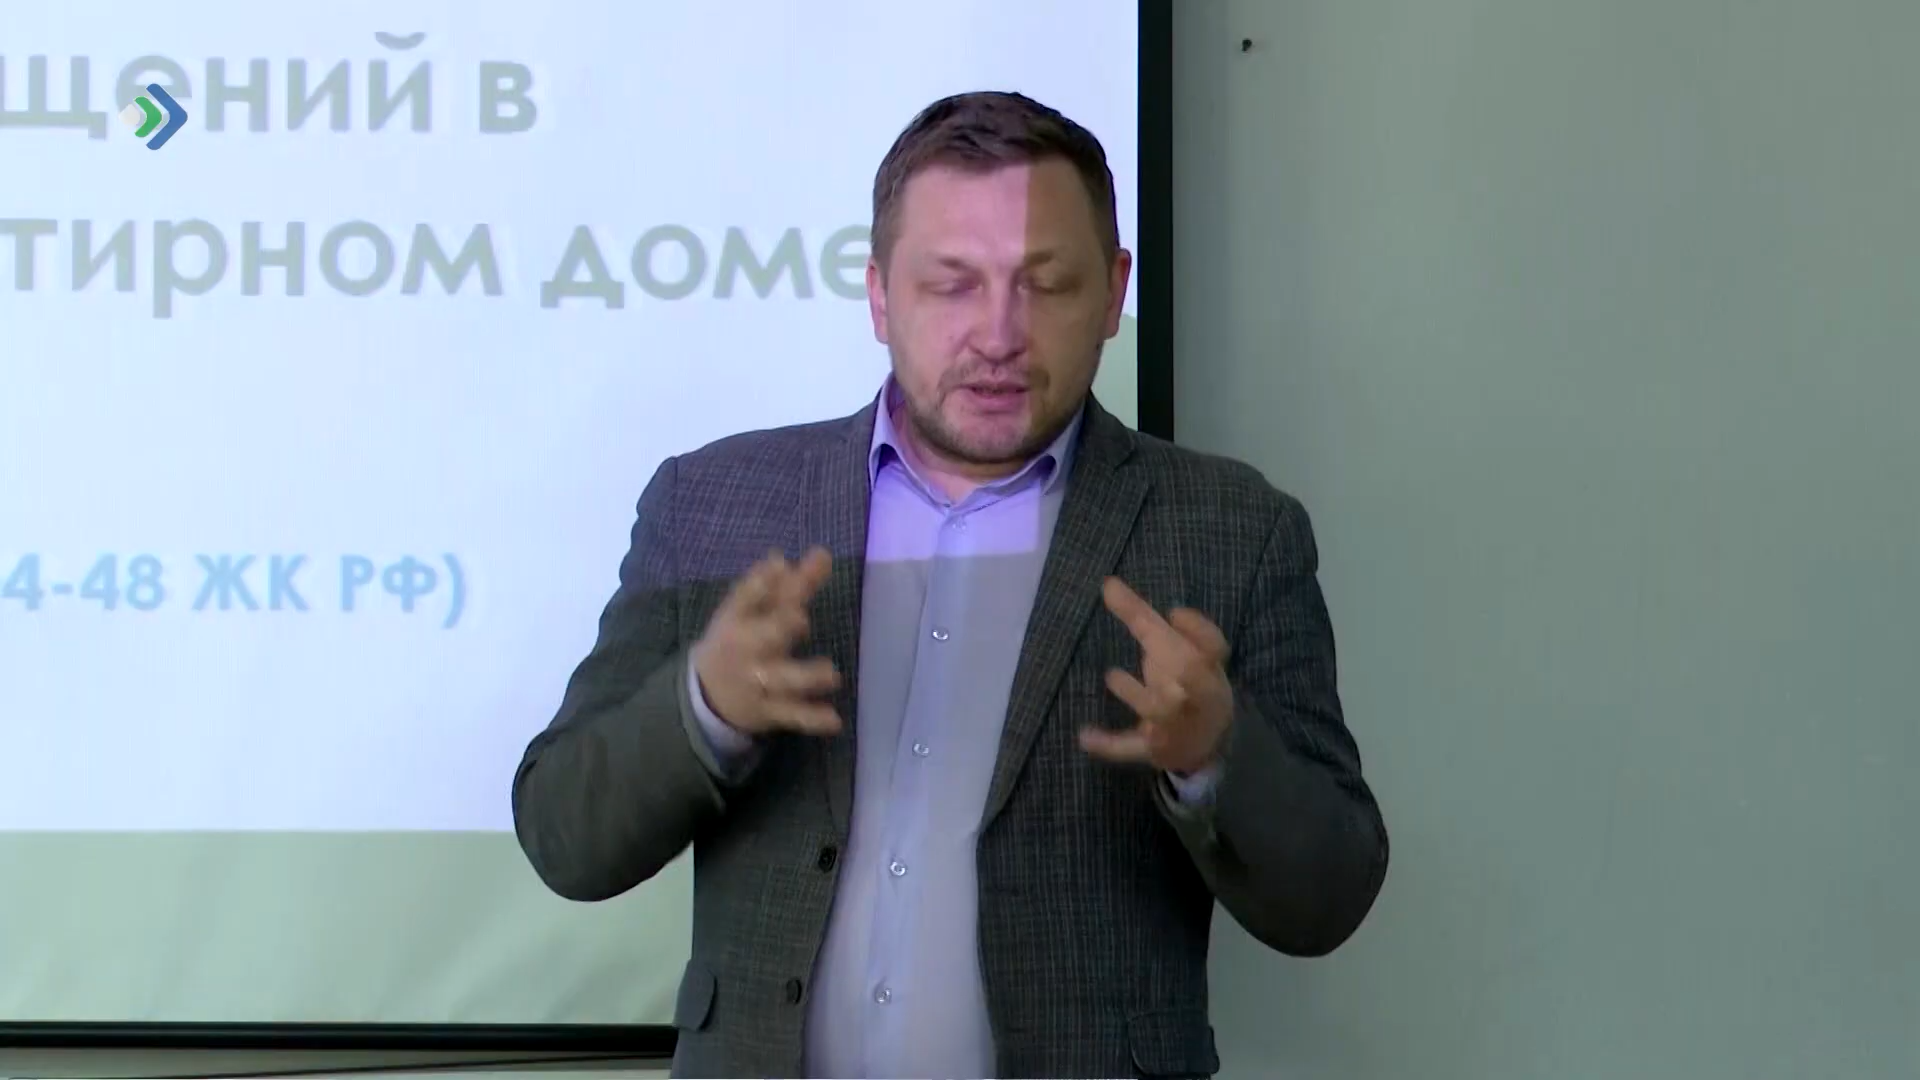 щений в
тирном доме
4-48 ЖК РФ)